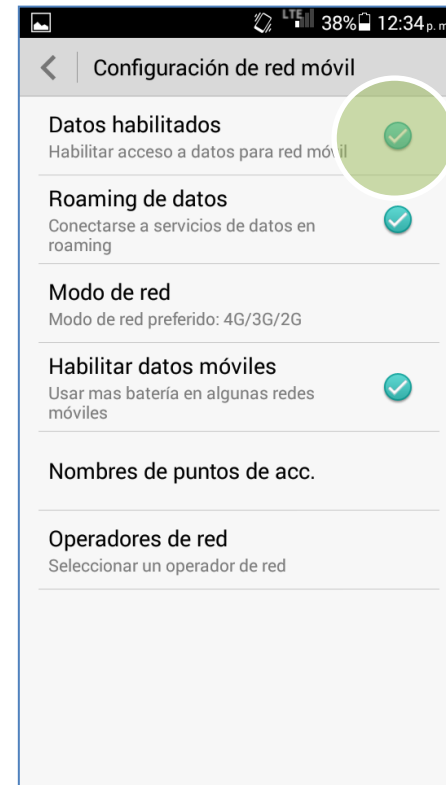 LTE 38% 12:34 p. m
Configuración de red móvil
Datos habilitados
Habilitar acceso a datos para red móvil
Roaming de datos
Conectarse a servicios de datos en
roaming
Modo de red
Modo de red preferido: 4G/3G/2G
Habilitar datos móviles
Usar mas batería en algunas redes
móviles
Nombres de puntos de acc.
Operadores de red
Seleccionar un operador de red